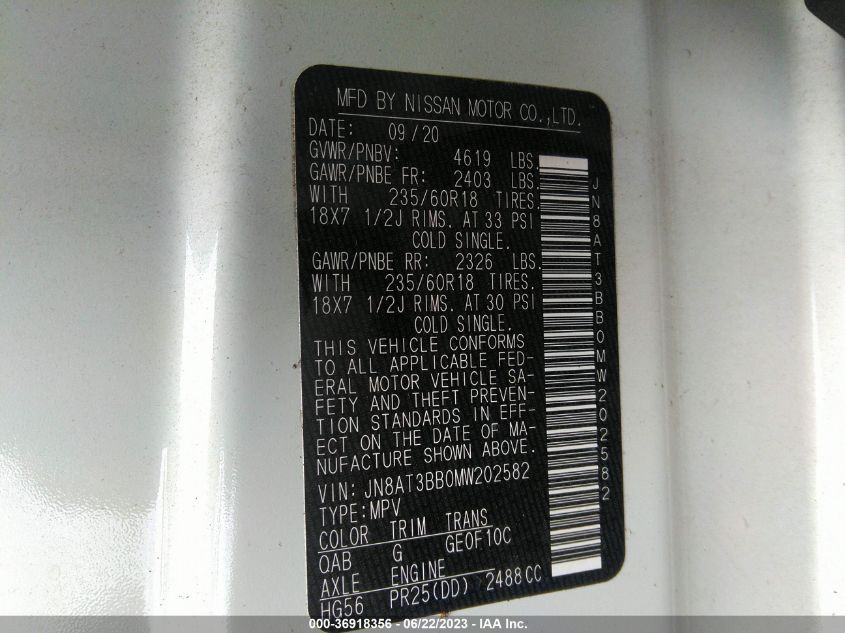 MFD BY NISSAN MOTOR CO.,LTD.
DATE: 09/20
GVWR/PNBV: 4619 LBS.
GAWR/PNBE FR: 2403 LBS.
WITH 235/60R18 TIRES.
18X7 1/2J RIMS. AT 33 PSI
COLD SINGLE.
GAWR/PNBE RR: 2326 LBS.
WITH 235/60R18 TIRES.
18X7 1/2J RIMS. AT 30 PSI
COLD SINGLE.
THIS VEHICLE CONFORMS
TO ALL APPLICABLE FED-
ERAL MOTOR VEHICLE SA-
FETY AND THEFT PREVEN-
TION STANDARDS IN EFF-
ECT ON THE DATE OF MA-
NUFACTURE SHOWN ABOVE.
VIN: JN8AT3BB0MW202582
TYPE:MPV
COLOR TRIM TRANS
QAB G GE0F10C
AXLE ENGINE
HG56 PR25(DD) 2488CC
JN8AT3BB0MW202582
000-36918356 - 06/22/2023 - IAA Inc.